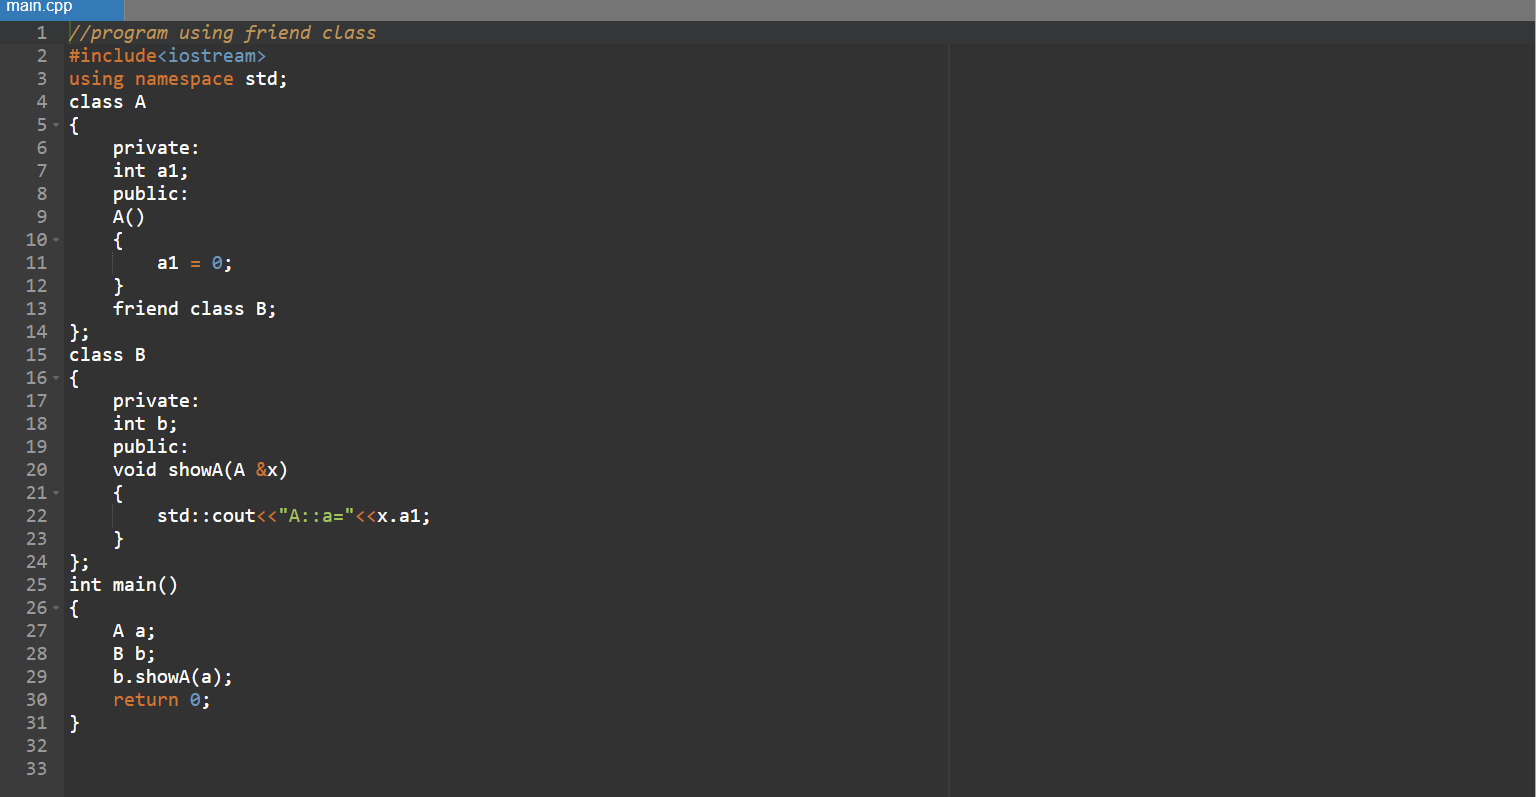 main.cpp
1 //program using friend class
2 #include<iostream>
3 using namespace std;
4 class A
5 {
6     private:
7     int a1;
8     public:
9     A()
10     {
11         a1 = 0;
12     }
13     friend class B;
14 };
15 class B
16 {
17     private:
18     int b;
19     public:
20     void showA(A &x)
21     {
22         std::cout<<"A::a="<<x.a1;
23     }
24 };
25 int main()
26 {
27     A a;
28     B b;
29     b.showA(a);
30     return 0;
31 }
32
33